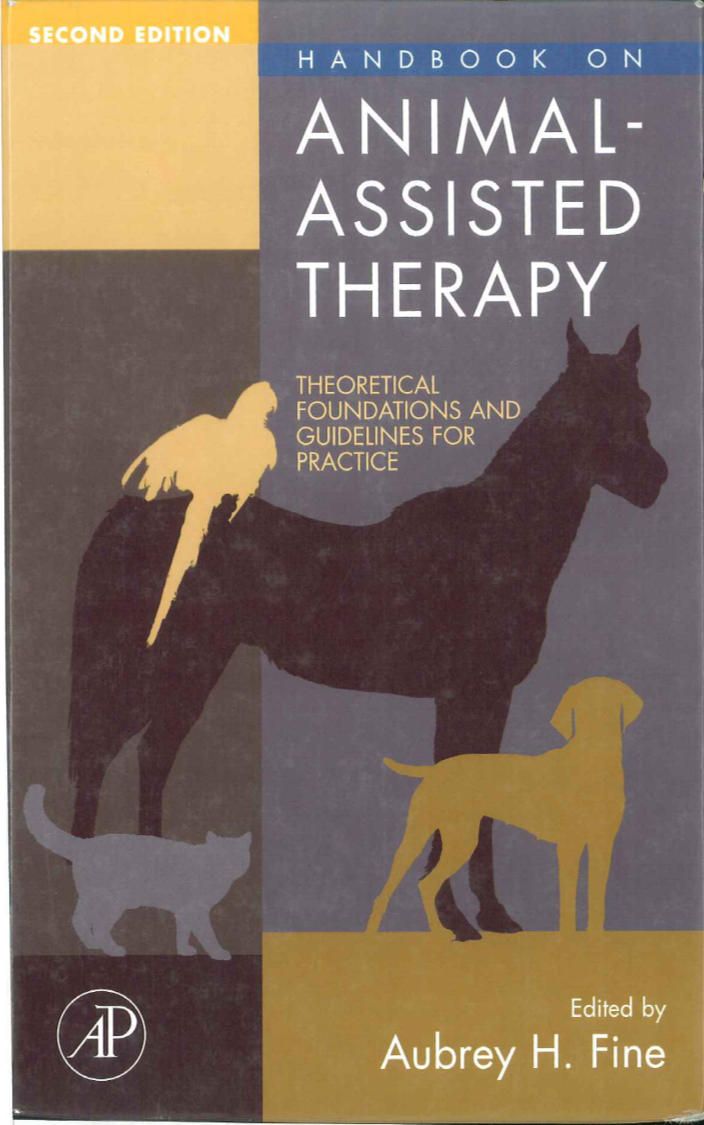 SECOND EDITION
HANDBOOK ON
ANIMAL-
ASSISTED
THERAPY
THEORETICAL
FOUNDATIONS AND
GUIDELINES FOR
PRACTICE
AP
Edited by
Aubrey H. Fine